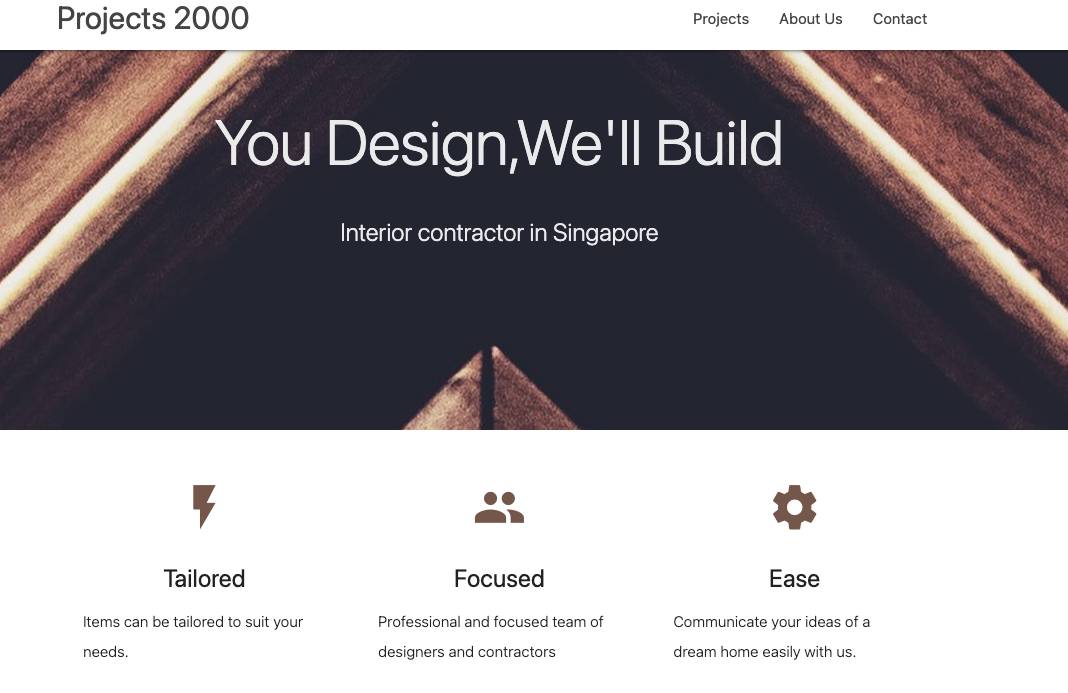 Projects 2000
Projects About Us Contact
You Design,We'll Build
Interior contractor in Singapore
Tailored
Items can be tailored to suit your
needs.
Focused
Professional and focused team of
designers and contractors
Ease
Communicate your ideas of a
dream home easily with us.